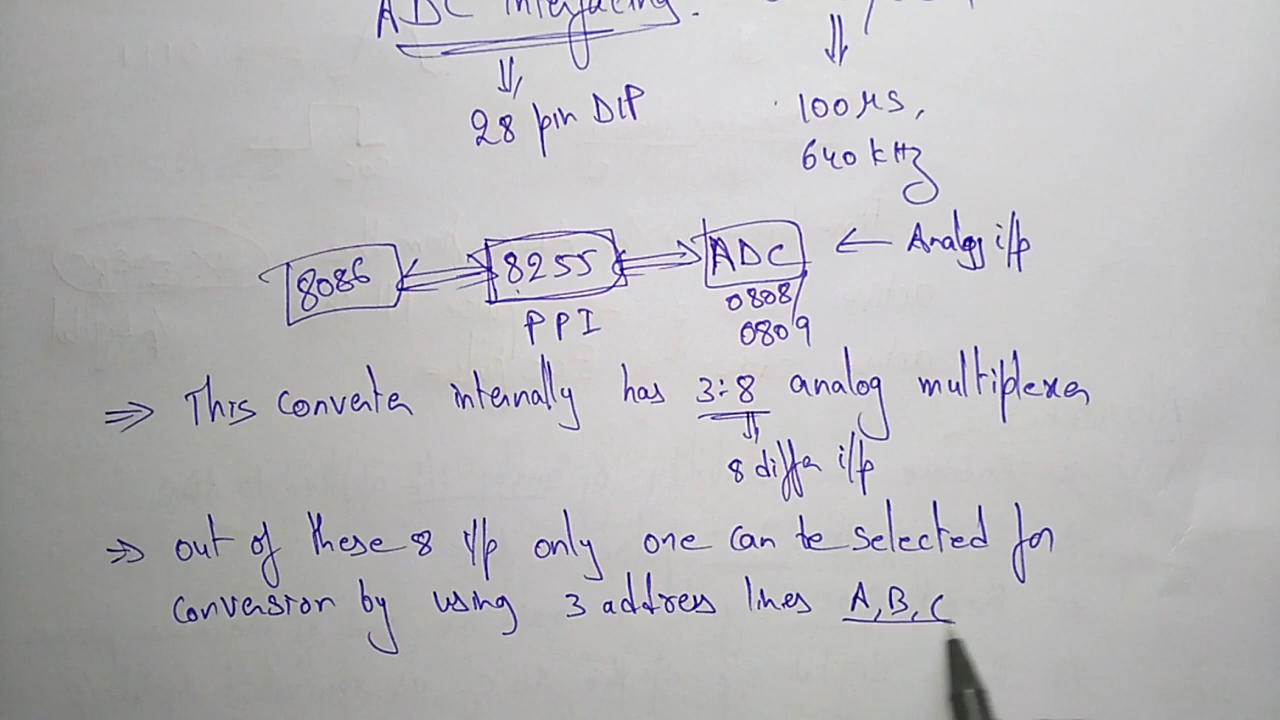 ADC Interfacing.
28 pin DIP
100 μs,
640 kHz
8086
8255
ADC
← Analog i/p
PPI
0808/
0809
⇒ This converter internally has 3:8 analog multiplexer
8 differ i/p
⇒ out of these 8 i/p only one can be selected for
conversion by using 3 address lines A, B, C